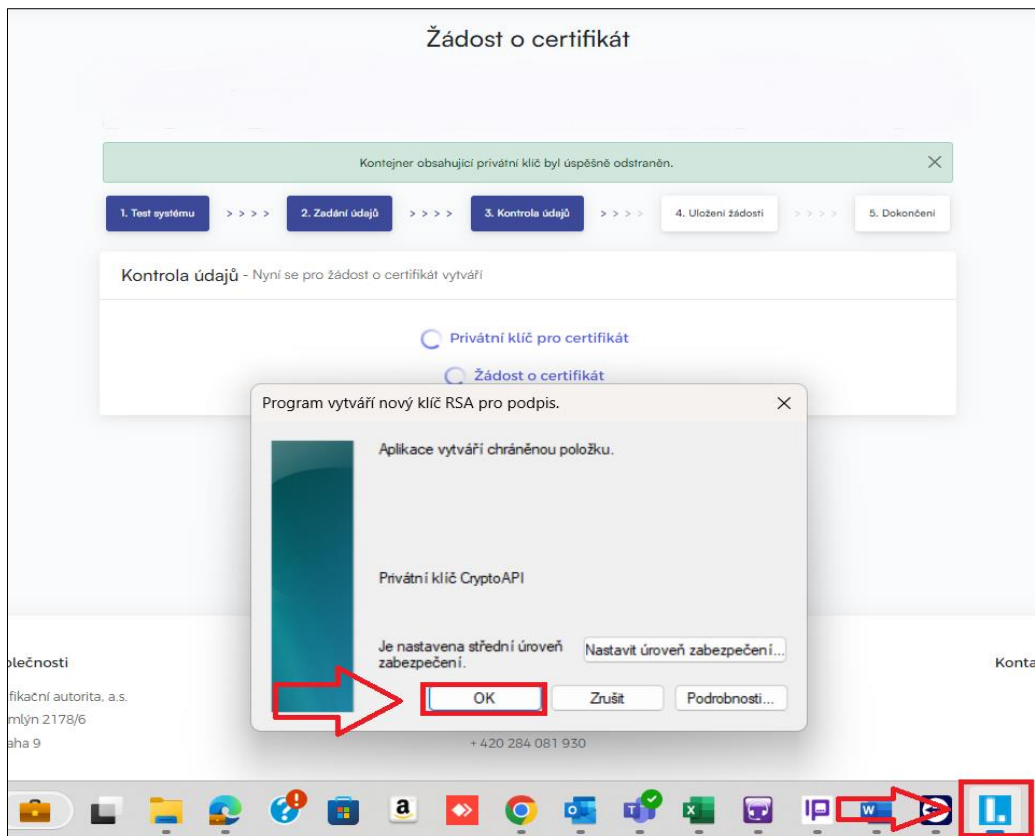 Žádost o certifikát
Kontejner obsahující privátní klíč byl úspěšně odstraněn.
1. Test systému > > > > 2. Zadání údajů > > > > 3. Kontrola údajů > > > > 4. Uložení žádosti > > > > 5. Dokončení
Kontrola údajů - Nyní se pro žádost o certifikát vytváří
Privátní klíč pro certifikát
Žádost o certifikát
Program vytváří nový klíč RSA pro podpis.
Aplikace vytváří chráněnou položku.
Privátní klíč CryptoAPI
Je nastavena střední úroveň
zabezpečení.
Nastavit úroveň zabezpečení...
OK Zrušit Podrobnosti...
olečnosti
Konta
fikační autorita, a.s.
mlýn 2178/6
aha 9
+ 420 284 081 930